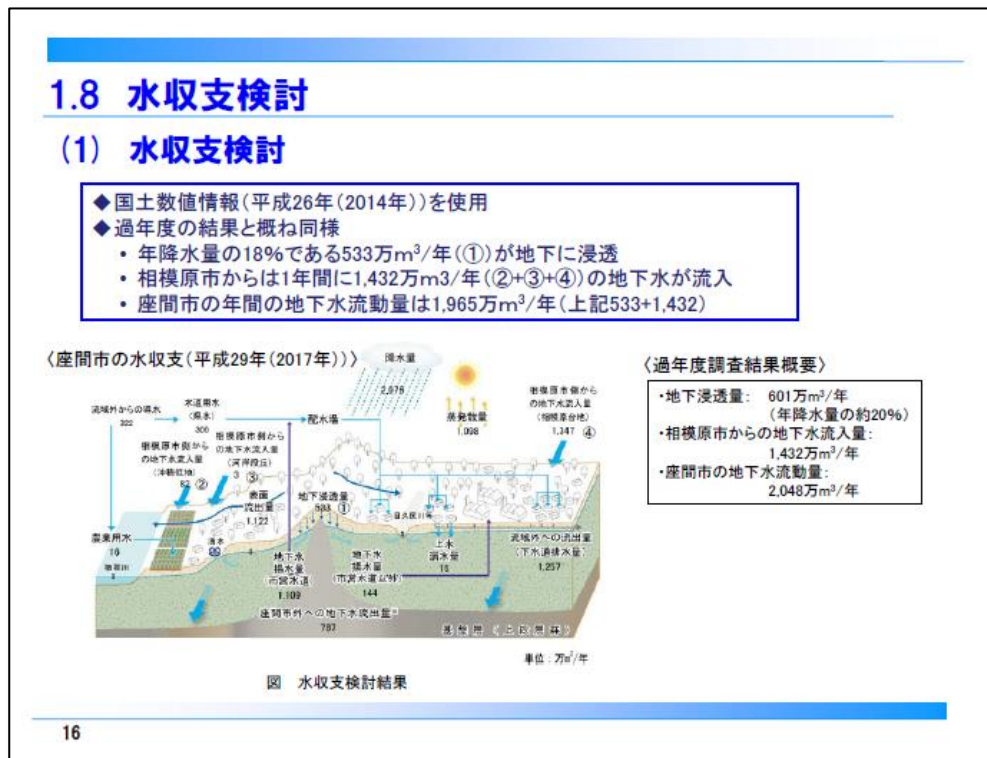 1.8 水収支検討
(1) 水収支検討
◆国土数値情報(平成26年(2014年))を使用
◆過年度の結果と概ね同様
• 年降水量の18%である533万m³/年(①)が地下に浸透
• 相模原市からは1年間に1,432万m3/年(②+③+④)の地下水が流入
• 座間市の年間の地下水流動量は1,965万m³/年(上記533+1,432)
〈座間市の水収支(平成29年(2017年))〉
降水量
2,976
流域外からの導水
322
水道用水
(県水)
306
配水場
蒸発散量
1,098
相模原市側から
の地下水流入量
(相模原台地)
1,347 ④
相模原市側から
の地下水流入量
(沖積低地)
82 ②
相模原市側から
の地下水流入量
(河岸段丘)
3 ③
表面
流出量
1,122
地下浸透量
533 ①
目久尻川等
農業用水
16
湧水
上水
漏水量
16
流域外への流出量
(下水道排水量)
1,257
地下水
揚水量
(市営水道)
1,109
地下水
揚水量
(市営水道以外)
144
座間市外への地下水流出量※
787
基盤層(上総層群)
単位:万m³/年
図 水収支検討結果
〈過年度調査結果概要〉
・地下浸透量: 601万m³/年
(年降水量の約20%)
・相模原市からの地下水流入量:
1,432万m³/年
・座間市の地下水流動量:
2,048万m³/年
16